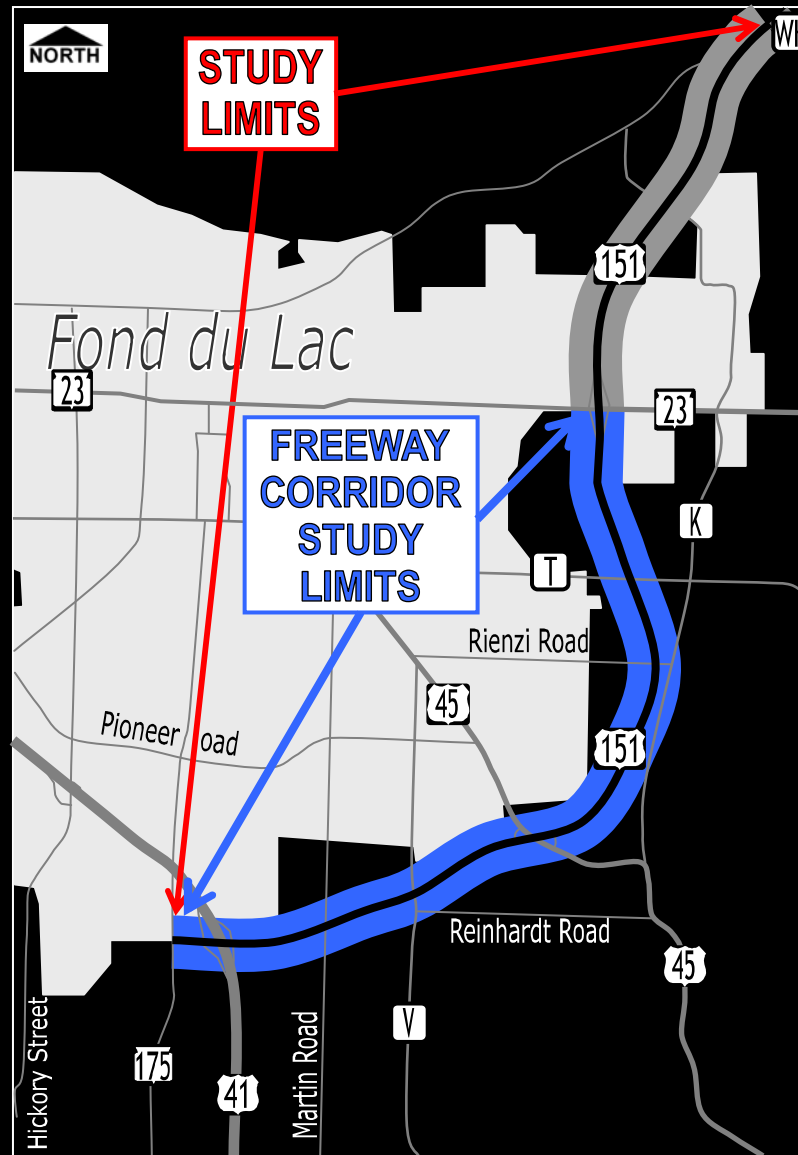 NORTH
STUDY
LIMITS
151
Fond du Lac
23
23
FREEWAY
CORRIDOR
STUDY
LIMITS
K
T
Rienzi Road
45
Pioneer oad
151
Reinhardt Road
45
V
175
41
Martin Road
Hickory Street